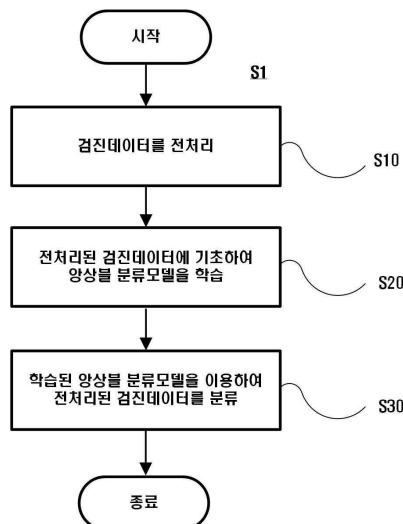 시작
S1
검진데이터를 전처리
S10
전처리된 검진데이터에 기초하여
앙상블 분류모델을 학습
S20
학습된 앙상블 분류모델을 이용하여
전처리된 검진데이터를 분류
S30
종료